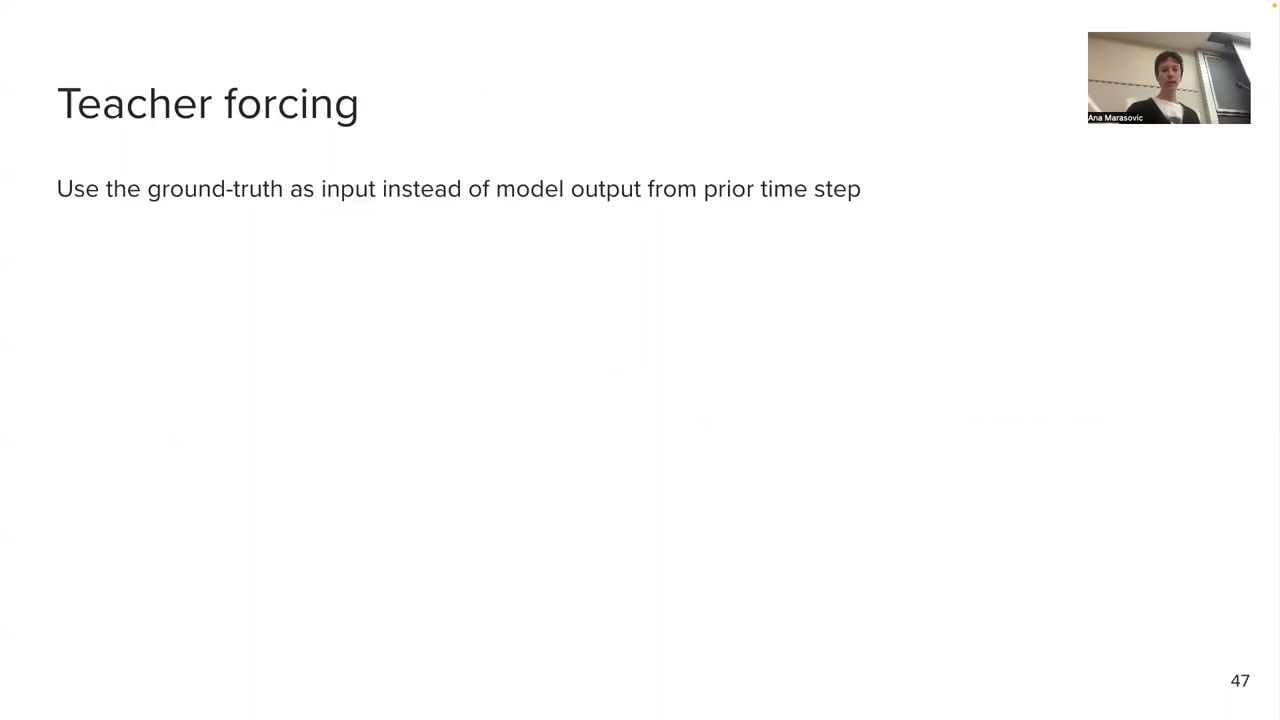 Teacher forcing
Ana Marasovic
Use the ground-truth as input instead of model output from prior time step
47